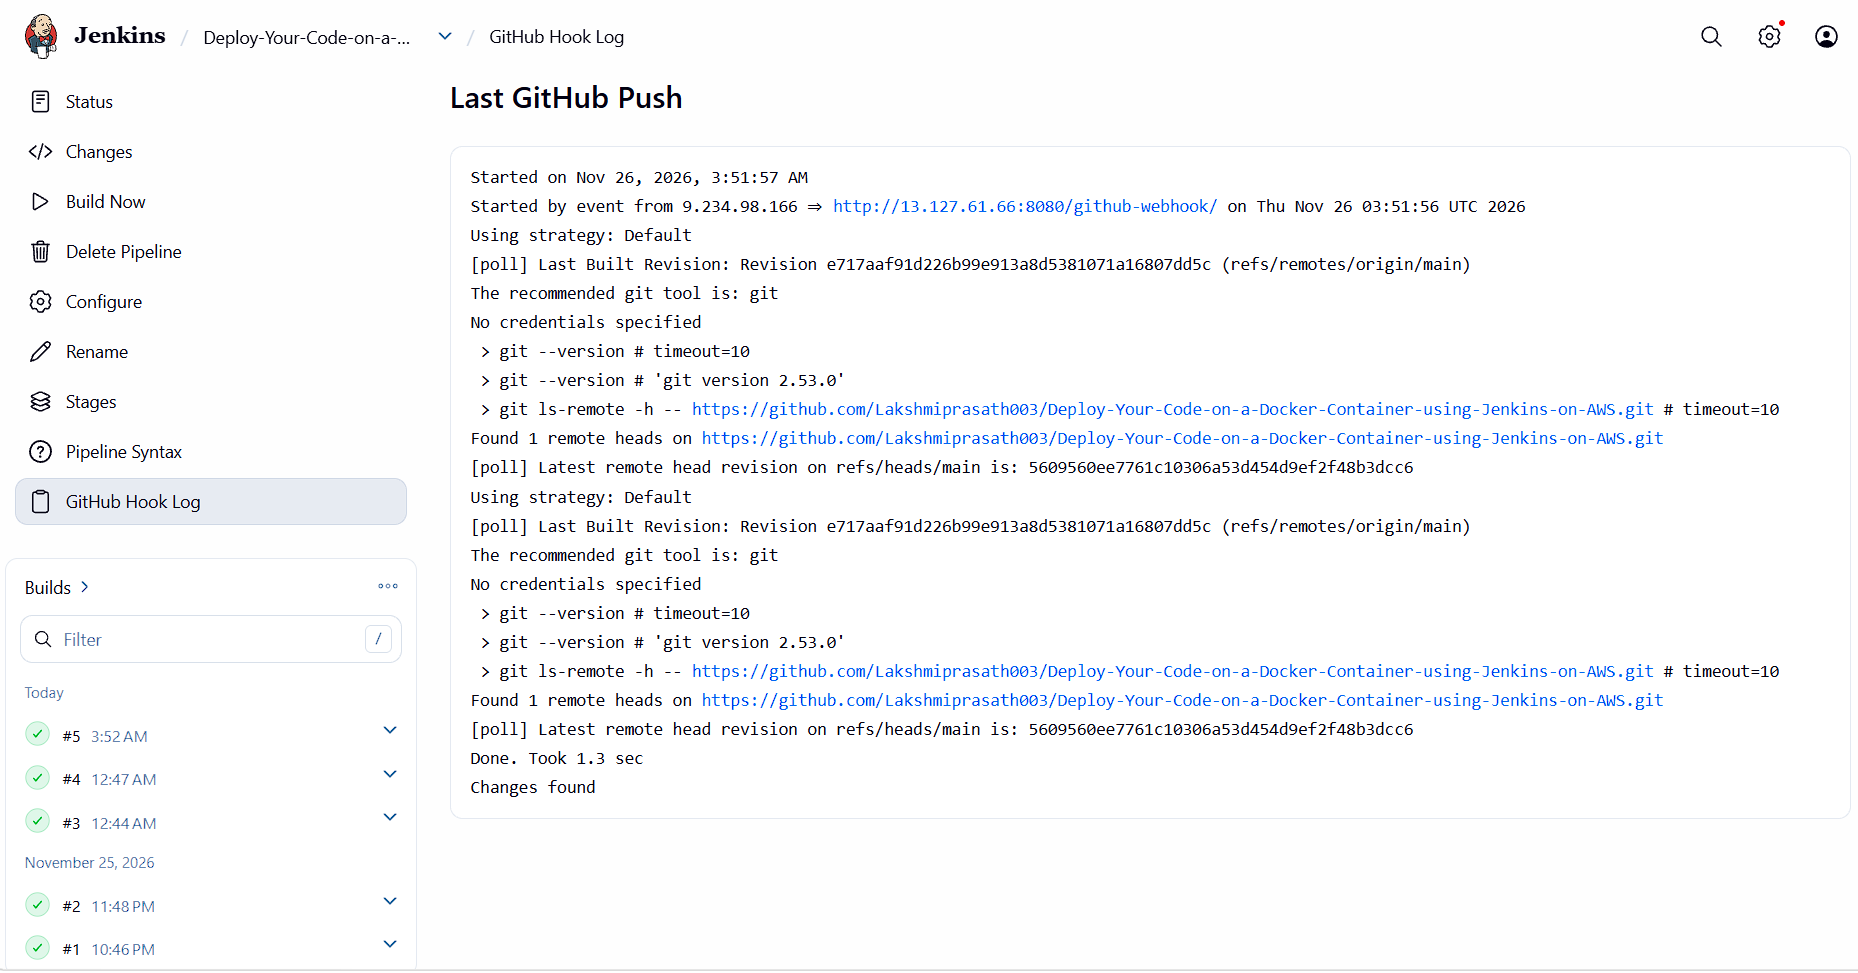 Jenkins / Deploy-Your-Code-on-a-... / GitHub Hook Log
Status
Changes
Build Now
Delete Pipeline
Configure
Rename
Stages
Pipeline Syntax
GitHub Hook Log
Builds
Filter /
Today
#5 3:52 AM
#4 12:47 AM
#3 12:44 AM
November 25, 2026
#2 11:48 PM
#1 10:46 PM
Last GitHub Push
Started on Nov 26, 2026, 3:51:57 AM
Started by event from 9.234.98.166 ⇒ http://13.127.61.66:8080/github-webhook/ on Thu Nov 26 03:51:56 UTC 2026
Using strategy: Default
[poll] Last Built Revision: Revision e717aaf91d226b99e913a8d5381071a16807dd5c (refs/remotes/origin/main)
The recommended git tool is: git
No credentials specified
> git --version # timeout=10
> git --version # 'git version 2.53.0'
> git ls-remote -h -- https://github.com/Lakshmiprasath003/Deploy-Your-Code-on-a-Docker-Container-using-Jenkins-on-AWS.git # timeout=10
Found 1 remote heads on https://github.com/Lakshmiprasath003/Deploy-Your-Code-on-a-Docker-Container-using-Jenkins-on-AWS.git
[poll] Latest remote head revision on refs/heads/main is: 5609560ee7761c10306a53d454d9ef2f48b3dcc6
Using strategy: Default
[poll] Last Built Revision: Revision e717aaf91d226b99e913a8d5381071a16807dd5c (refs/remotes/origin/main)
The recommended git tool is: git
No credentials specified
> git --version # timeout=10
> git --version # 'git version 2.53.0'
> git ls-remote -h -- https://github.com/Lakshmiprasath003/Deploy-Your-Code-on-a-Docker-Container-using-Jenkins-on-AWS.git # timeout=10
Found 1 remote heads on https://github.com/Lakshmiprasath003/Deploy-Your-Code-on-a-Docker-Container-using-Jenkins-on-AWS.git
[poll] Latest remote head revision on refs/heads/main is: 5609560ee7761c10306a53d454d9ef2f48b3dcc6
Done. Took 1.3 sec
Changes found